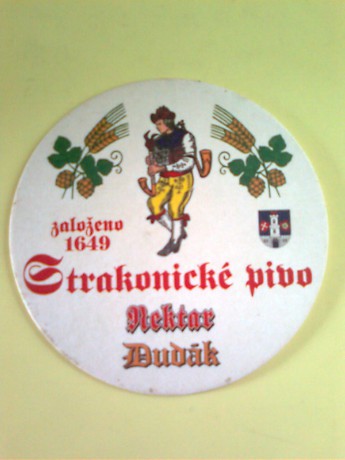 založeno
1649
Strakonické pivo
Nektar
Dudák